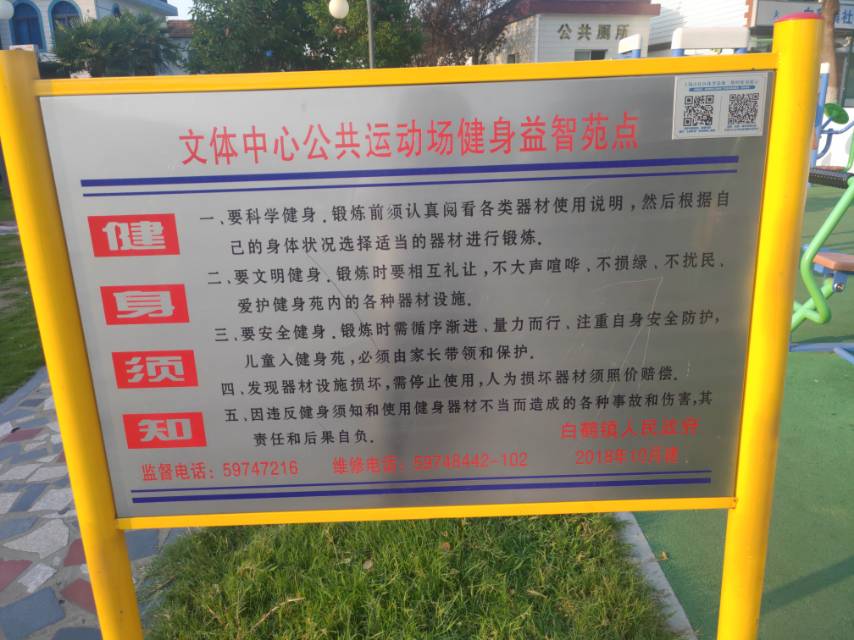 公共厕所
文体中心公共运动场健身益智苑点
健身须知
一、要科学健身．锻炼前须认真阅看各类器材使用说明，然后根据自
己的身体状况选择适当的器材进行锻炼．
二、要文明健身．锻炼时要相互礼让，不大声喧哗、不损绿、不扰民、
爱护健身苑内的各种器材设施．
三、要安全健身．锻炼时需循序渐进、量力而行、注重自身安全防护，
儿童入健身苑，必须由家长带领和保护．
四、发现器材设施损坏，需停止使用，人为损坏器材须照价赔偿．
五、因违反健身须知和使用健身器材不当而造成的各种事故和伤害，其
责任和后果自负．
白鹤镇人民政府
监督电话：59747216 维修电话：59748442-102 2018年10月建